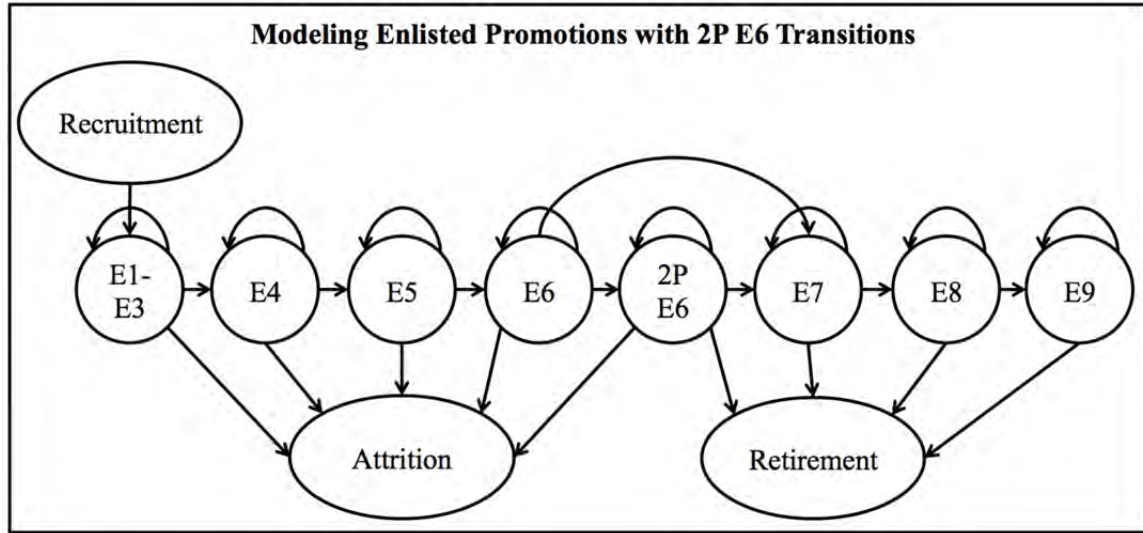 Modeling Enlisted Promotions with 2P E6 Transitions
Recruitment
E1-
E3
E4
E5
E6
2P
E6
E7
E8
E9
Attrition
Retirement